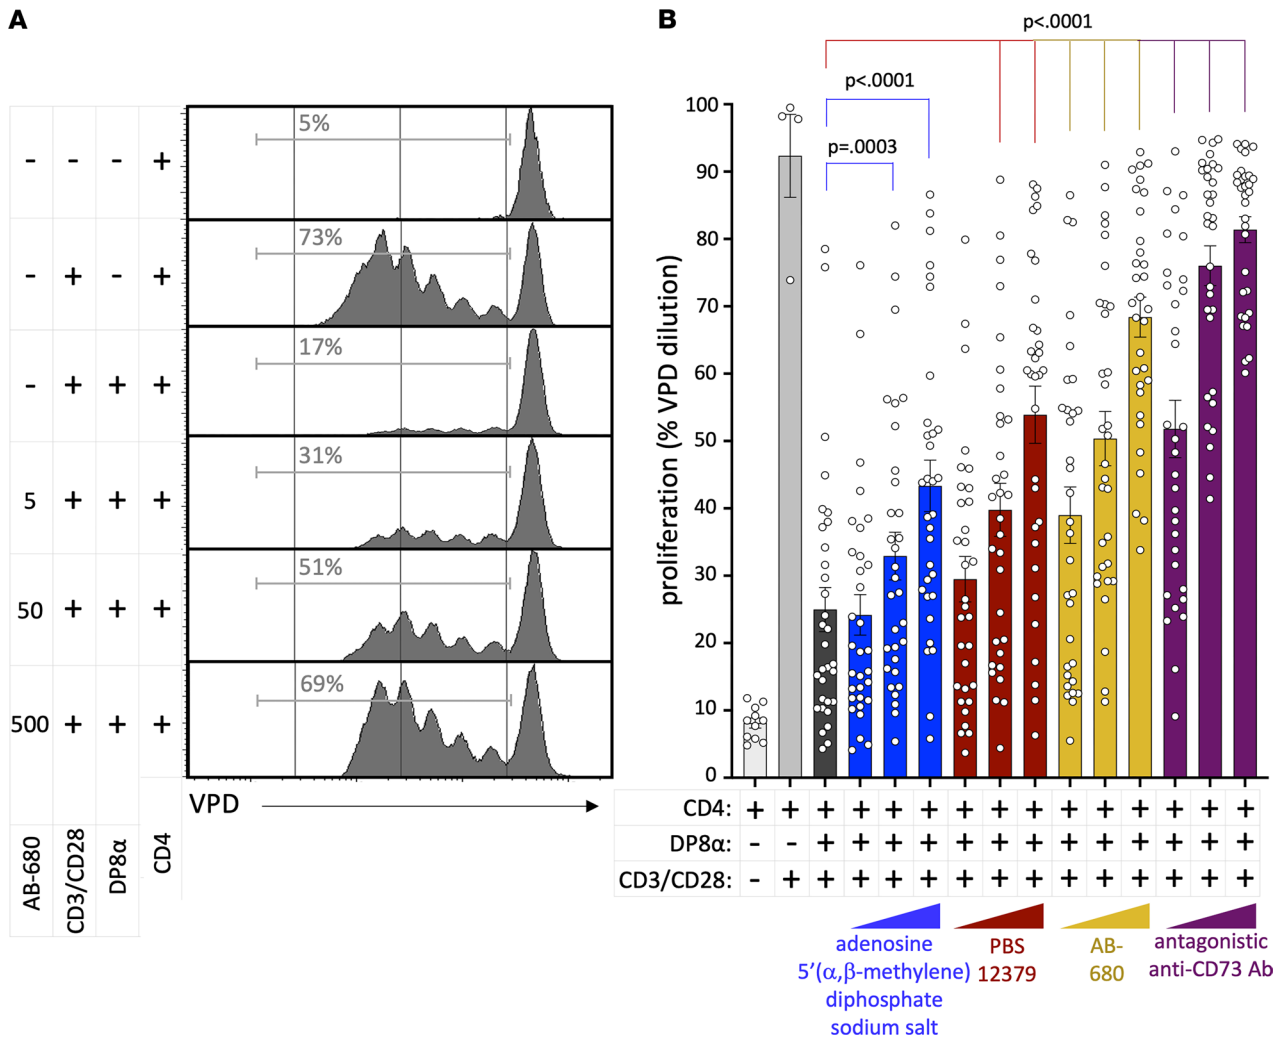 A
- - - +
5%
- + - +
73%
- + + +
17%
5 + + +
31%
50 + + +
51%
500 + + +
69%
VPD
AB-680
CD3/CD28
DP8α
CD4
B
p<.0001
p<.0001
p=.0003
proliferation (% VPD dilution)
100
90
80
70
60
50
40
30
20
10
0
CD4: + + + + + + + + + + + + + + +
DP8α: - - + + + + + + + + + + + + +
CD3/CD28: - + + + + + + + + + + + + + +
adenosine
5’(α,β-methylene)
diphosphate
sodium salt
PBS
12379
AB-
680
antagonistic
anti-CD73 Ab